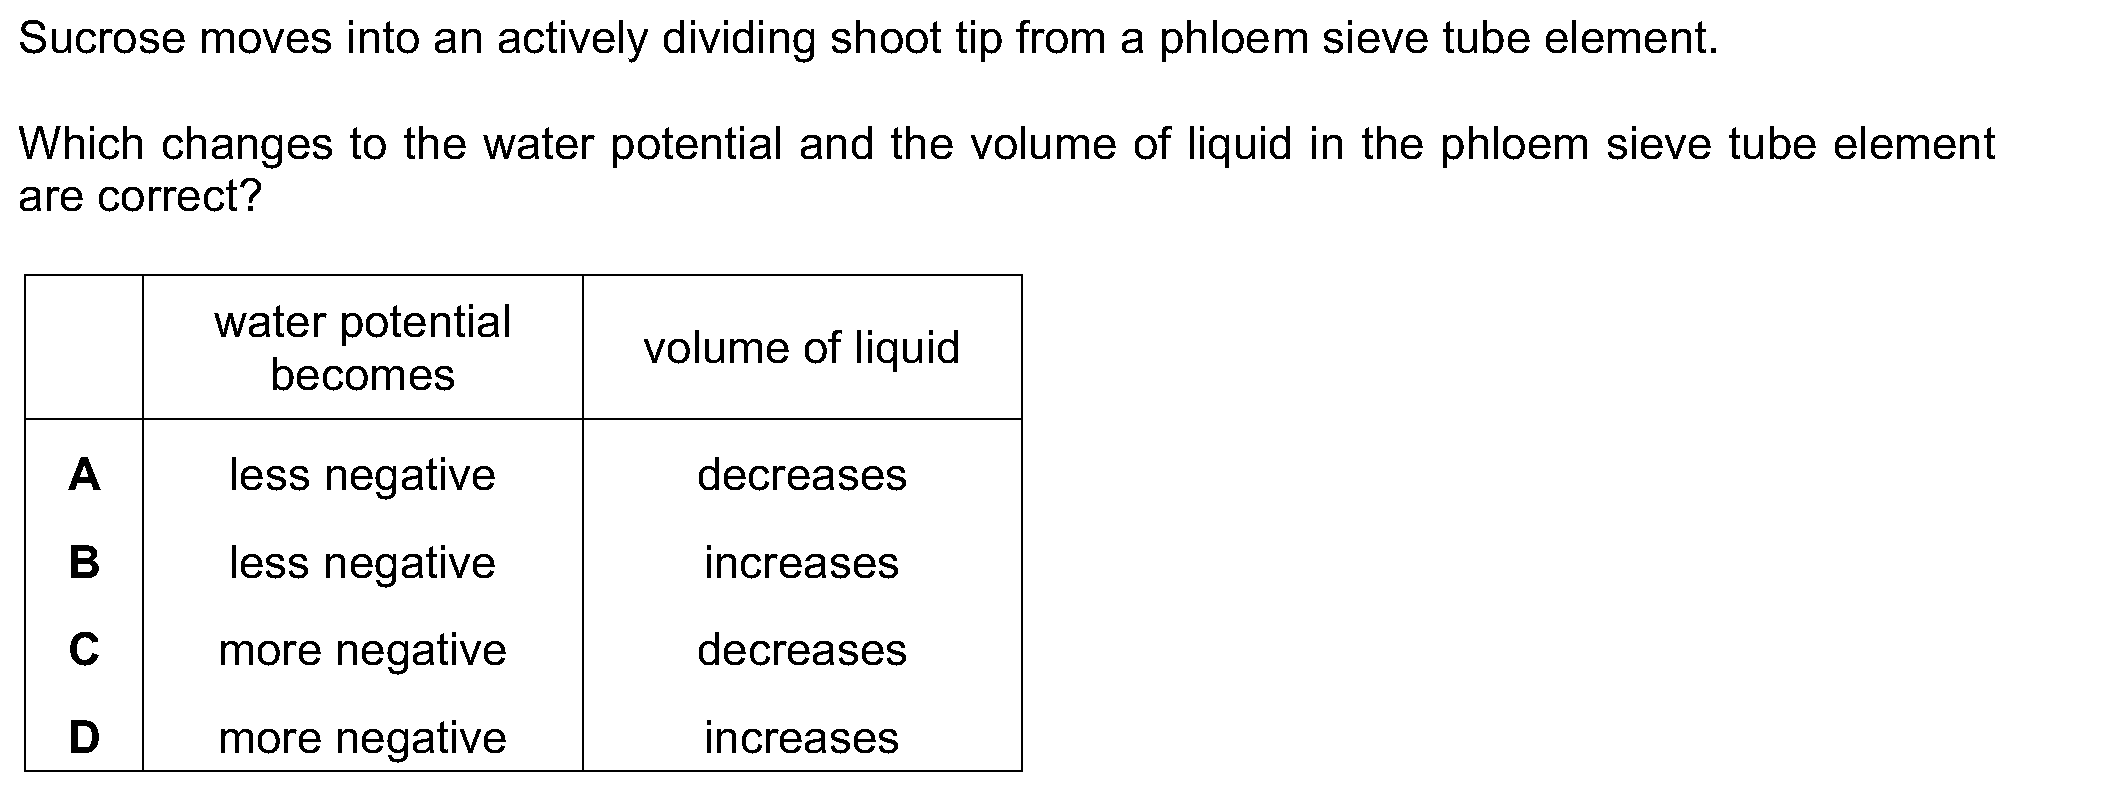 Sucrose moves into an actively dividing shoot tip from a phloem sieve tube element.
Which changes to the water potential and the volume of liquid in the phloem sieve tube element
are correct?
water potential
becomes
volume of liquid
A less negative decreases
B less negative increases
C more negative decreases
D more negative increases